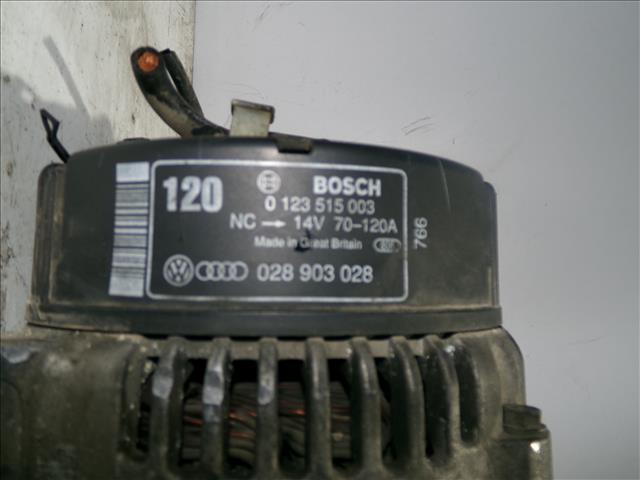 120
BOSCH
0 123 515 003
NC → 14V 70-120A
Made in Great Britain
028 903 028
766